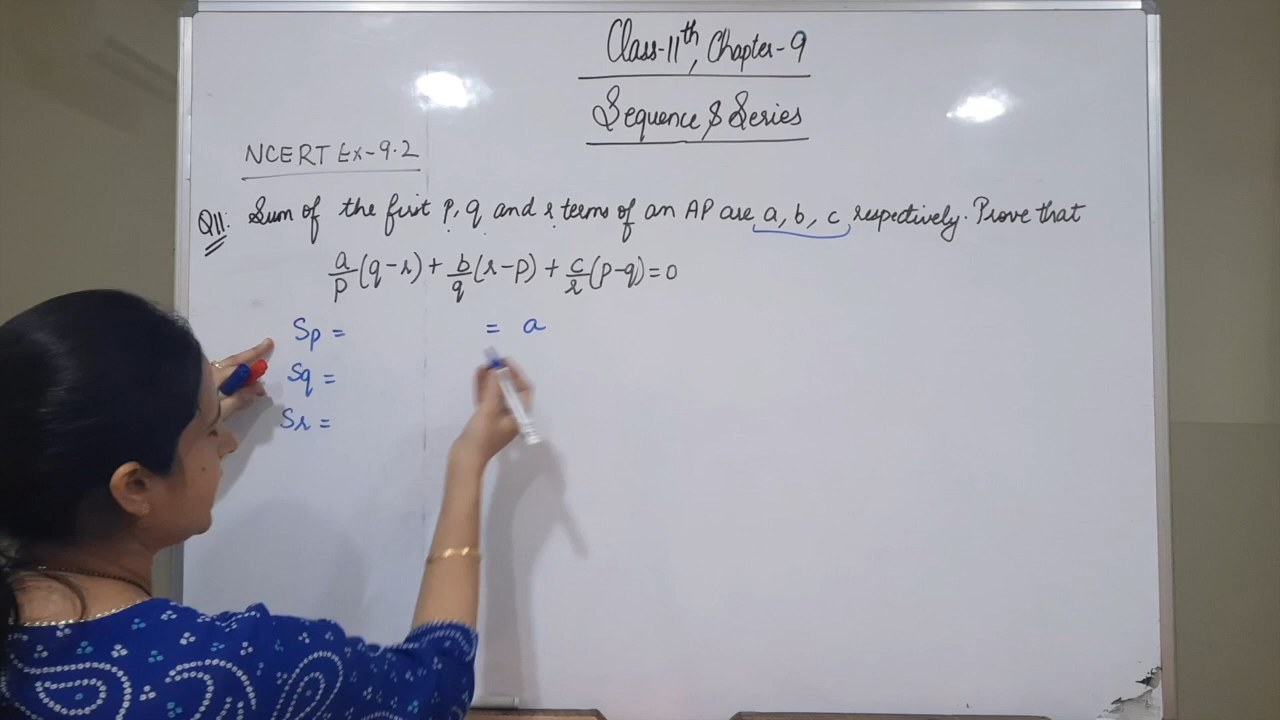 Class-11th, Chapter-9
Sequence & Series
NCERT Ex-9.2
Q11: Sum of the first p, q and r terms of an AP are a, b, c respectively. Prove that
a/p (q-r) + b/q (r-p) + c/r (p-q) = 0
Sp = = a
Sq =
Sr =